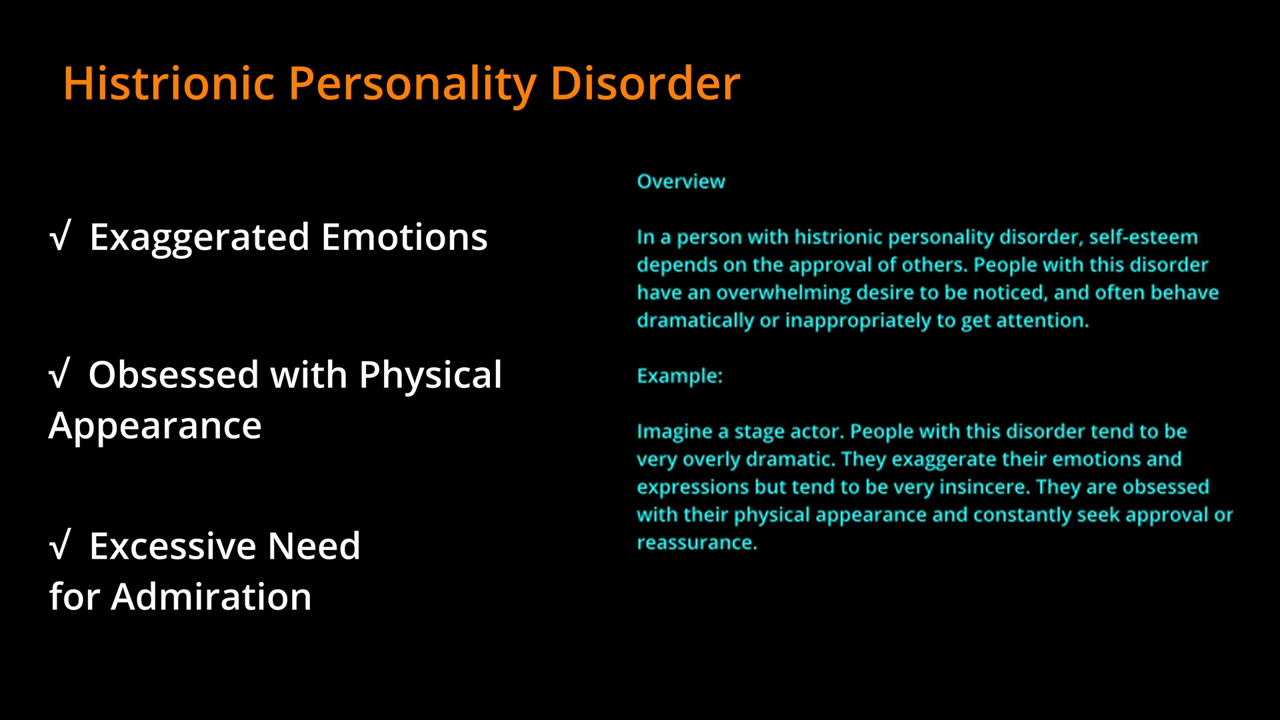 Histrionic Personality Disorder
√ Exaggerated Emotions
√ Obsessed with Physical
Appearance
√ Excessive Need
for Admiration
Overview
In a person with histrionic personality disorder, self-esteem
depends on the approval of others. People with this disorder
have an overwhelming desire to be noticed, and often behave
dramatically or inappropriately to get attention.
Example:
Imagine a stage actor. People with this disorder tend to be
very overly dramatic. They exaggerate their emotions and
expressions but tend to be very insincere. They are obsessed
with their physical appearance and constantly seek approval or
reassurance.